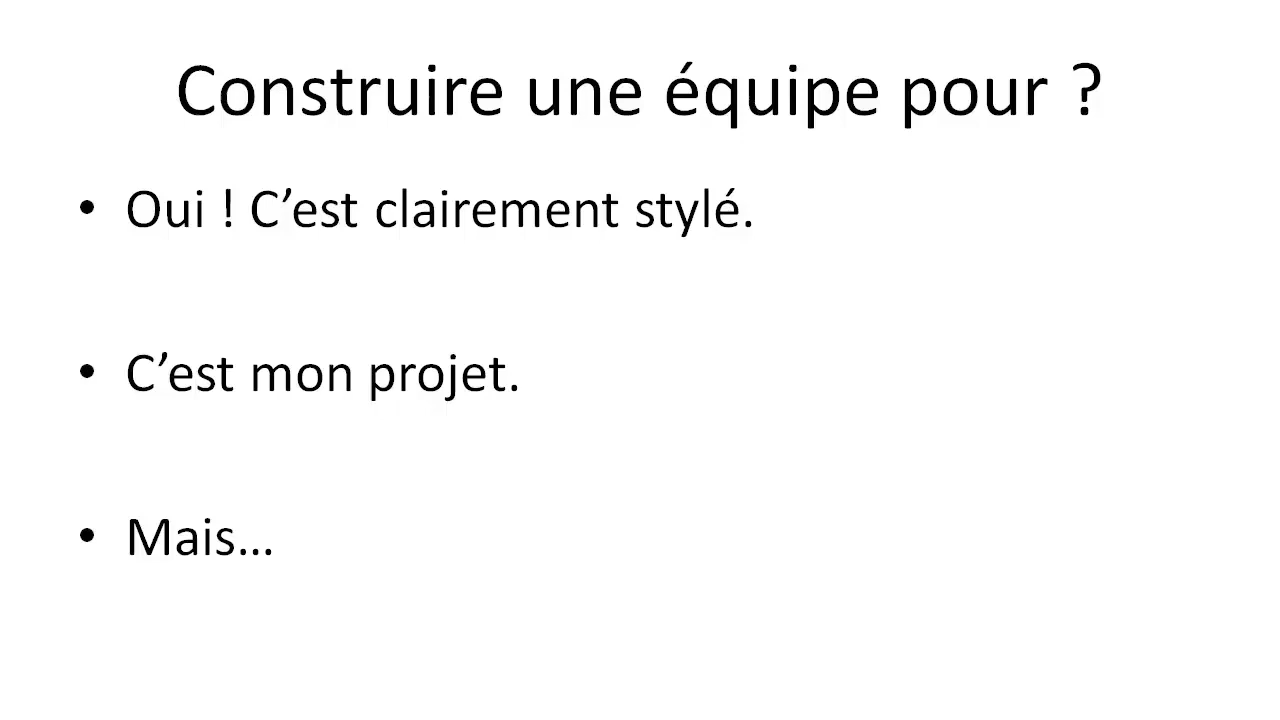 Construire une équipe pour ?
• Oui ! C’est clairement stylé.
• C’est mon projet.
• Mais…